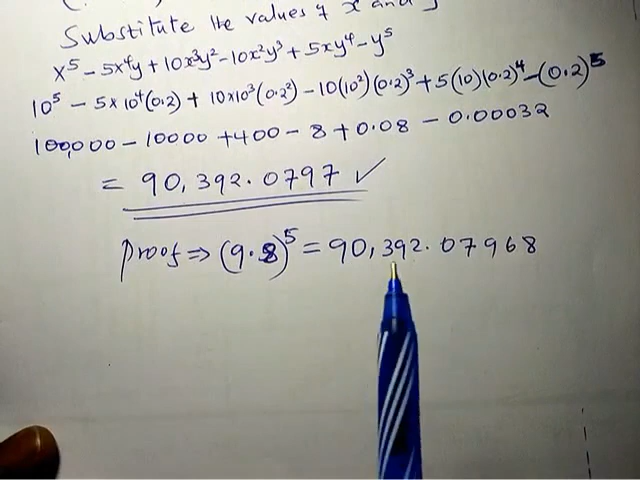 Substitute the values of x and y
x⁵ - 5x⁴y + 10x³y² - 10x²y³ + 5xy⁴ - y⁵
10⁵ - 5×10⁴(0.2) + 10×10³(0.2²) - 10(10²)(0.2)³ + 5(10)(0.2)⁴ - (0.2)⁵
100,000 - 10000 + 400 - 8 + 0.08 - 0.00032
= 90,392.0797 ✓
proof ⇒ (9.8)⁵ = 90,392.07968